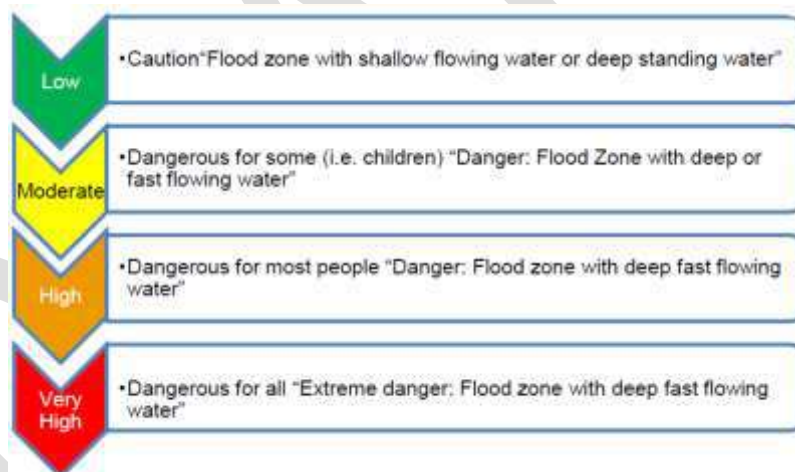 Low
•Caution“Flood zone with shallow flowing water or deep standing water”
Moderate
•Dangerous for some (i.e. children) “Danger: Flood Zone with deep or
fast flowing water”
High
•Dangerous for most people “Danger: Flood zone with deep fast flowing
water”
Very
High
•Dangerous for all “Extreme danger: Flood zone with deep fast flowing
water”